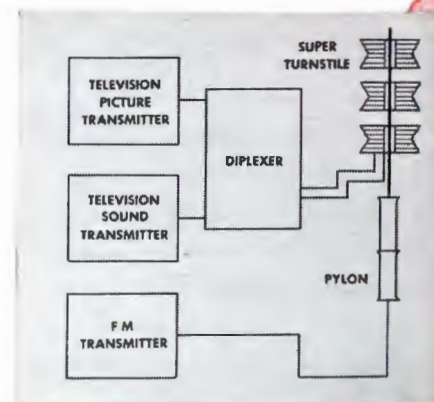 SUPER
TURNSTILE
TELEVISION
PICTURE
TRANSMITTER
DIPLEXER
TELEVISION
SOUND
TRANSMITTER
PYLON
F M
TRANSMITTER